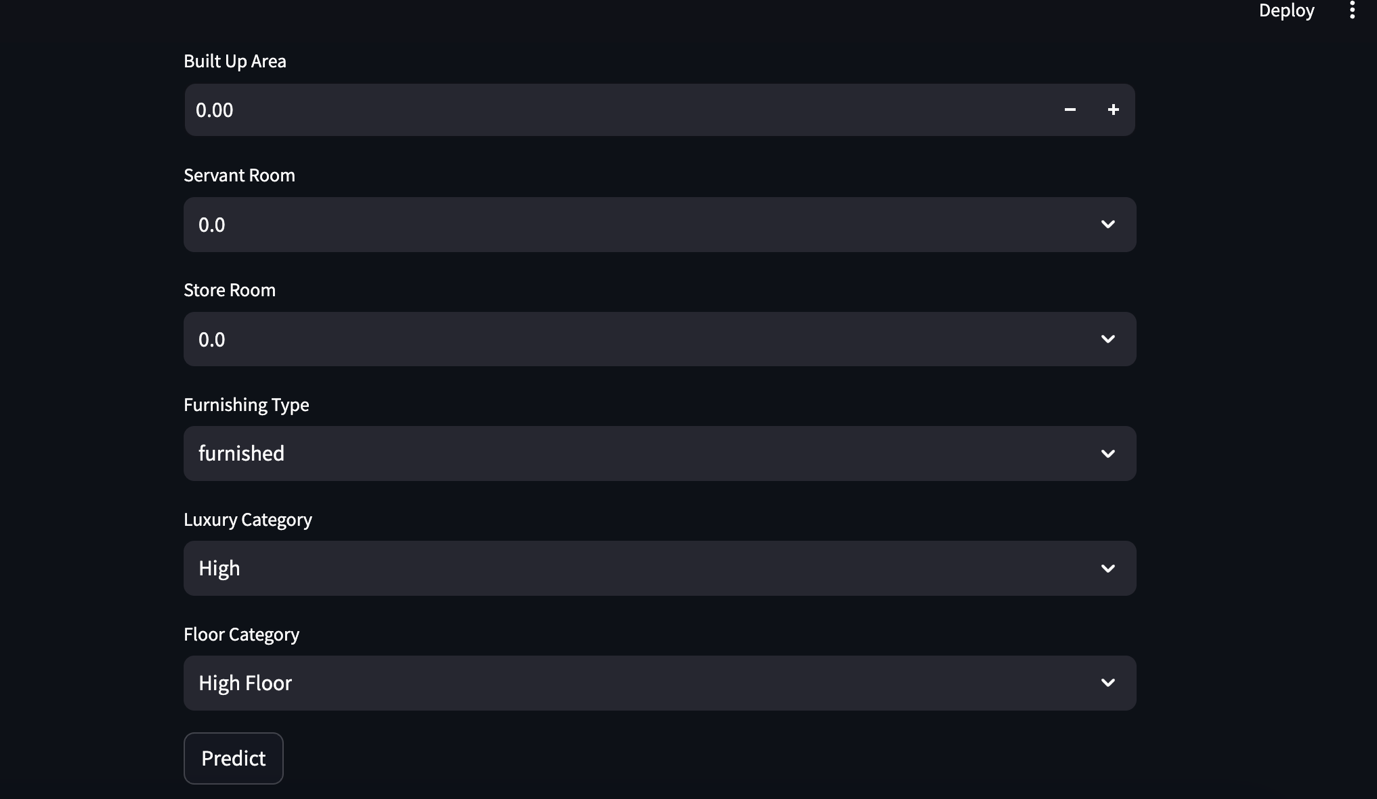 Deploy
Built Up Area
0.00
Servant Room
0.0
Store Room
0.0
Furnishing Type
furnished
Luxury Category
High
Floor Category
High Floor
Predict